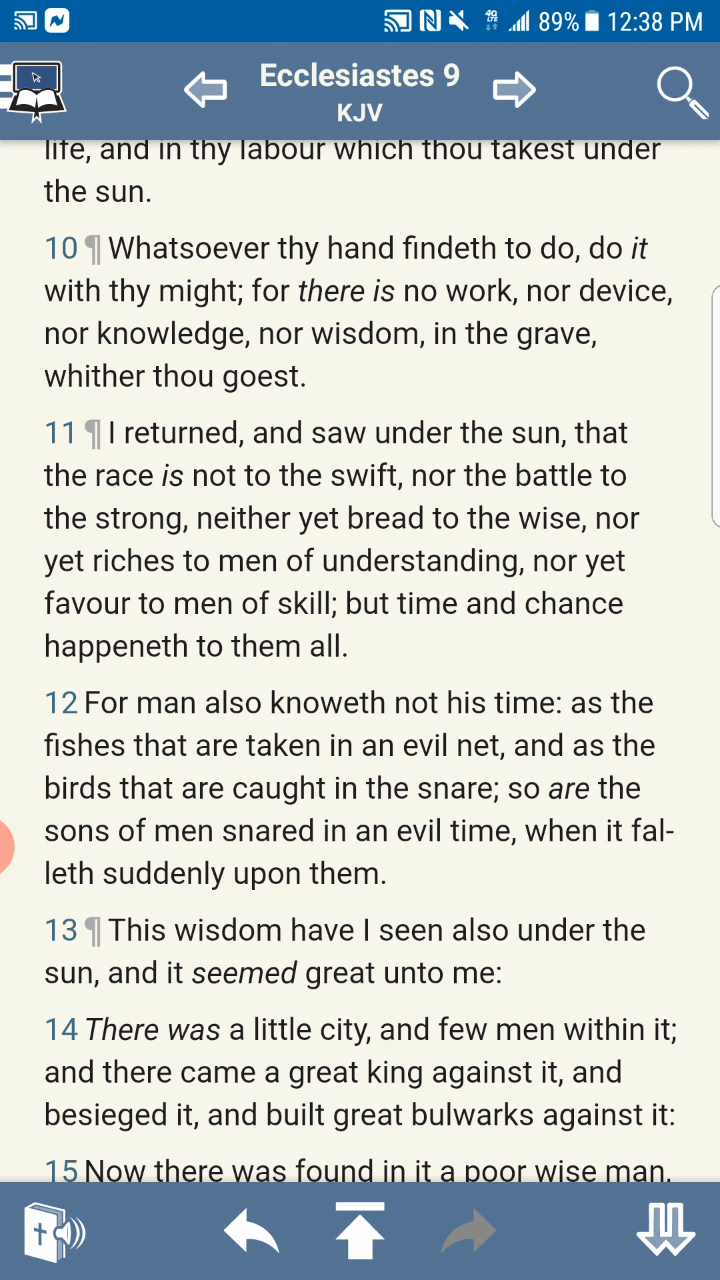 4G
LTE
89% 12:38 PM
Ecclesiastes 9
KJV
life, and in thy labour which thou takest under
the sun.
10 ¶ Whatsoever thy hand findeth to do, do it
with thy might; for there is no work, nor device,
nor knowledge, nor wisdom, in the grave,
whither thou goest.
11 ¶ I returned, and saw under the sun, that
the race is not to the swift, nor the battle to
the strong, neither yet bread to the wise, nor
yet riches to men of understanding, nor yet
favour to men of skill; but time and chance
happeneth to them all.
12 For man also knoweth not his time: as the
fishes that are taken in an evil net, and as the
birds that are caught in the snare; so are the
sons of men snared in an evil time, when it fal-
leth suddenly upon them.
13 ¶ This wisdom have I seen also under the
sun, and it seemed great unto me:
14 There was a little city, and few men within it;
and there came a great king against it, and
besieged it, and built great bulwarks against it:
15 Now there was found in it a poor wise man,